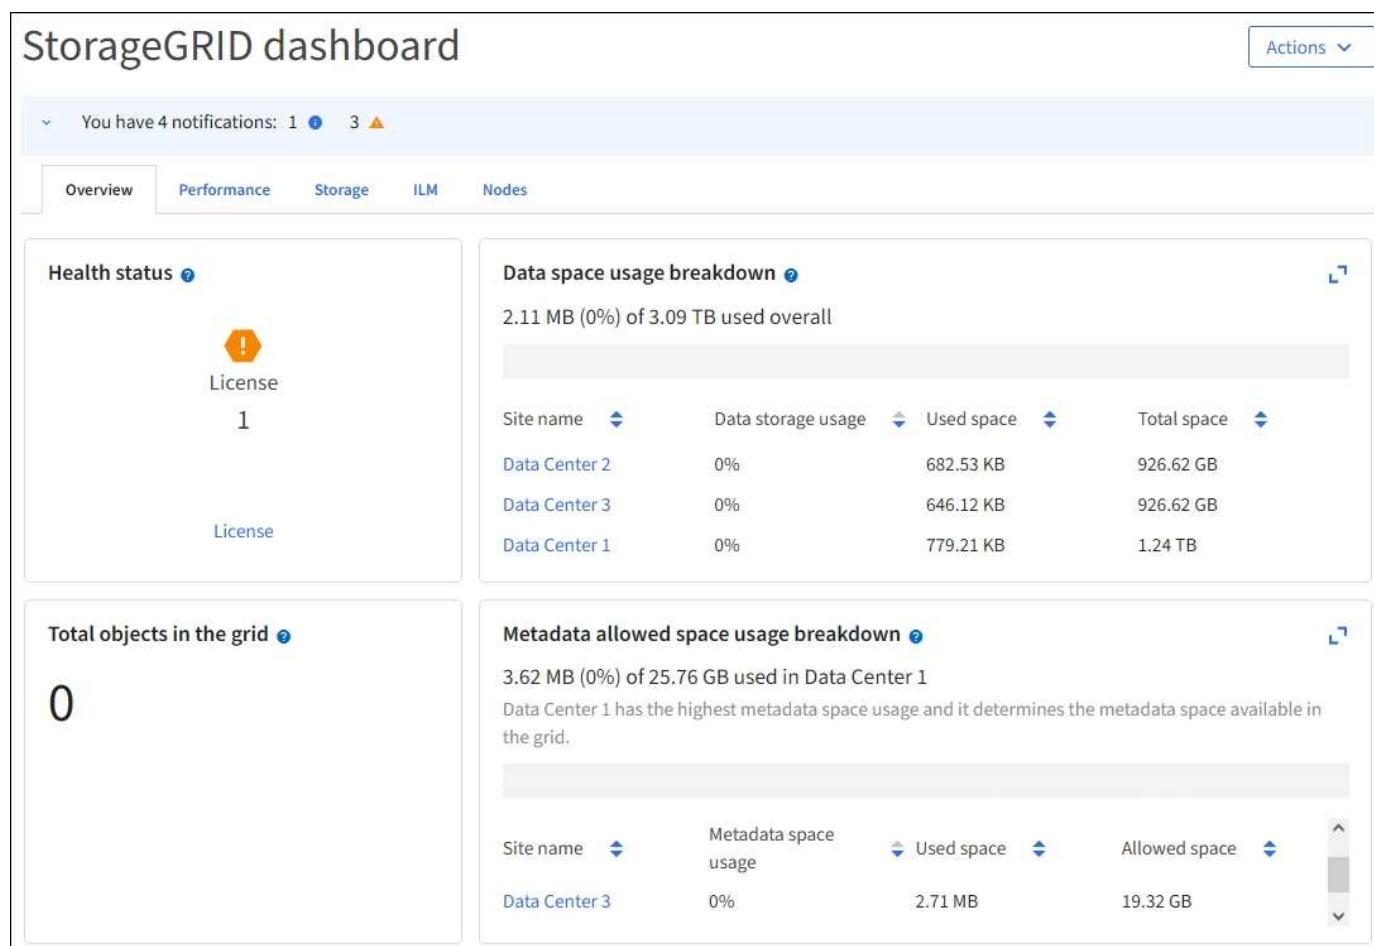 StorageGRID dashboard
Actions
You have 4 notifications: 1 3
Overview Performance Storage ILM Nodes
Health status
License
1
License
Data space usage breakdown
2.11 MB (0%) of 3.09 TB used overall
Site name Data storage usage Used space Total space
Data Center 2 0% 682.53 KB 926.62 GB
Data Center 3 0% 646.12 KB 926.62 GB
Data Center 1 0% 779.21 KB 1.24 TB
Total objects in the grid
0
Metadata allowed space usage breakdown
3.62 MB (0%) of 25.76 GB used in Data Center 1
Data Center 1 has the highest metadata space usage and it determines the metadata space available in
the grid.
Site name Metadata space usage Used space Allowed space
Data Center 3 0% 2.71 MB 19.32 GB